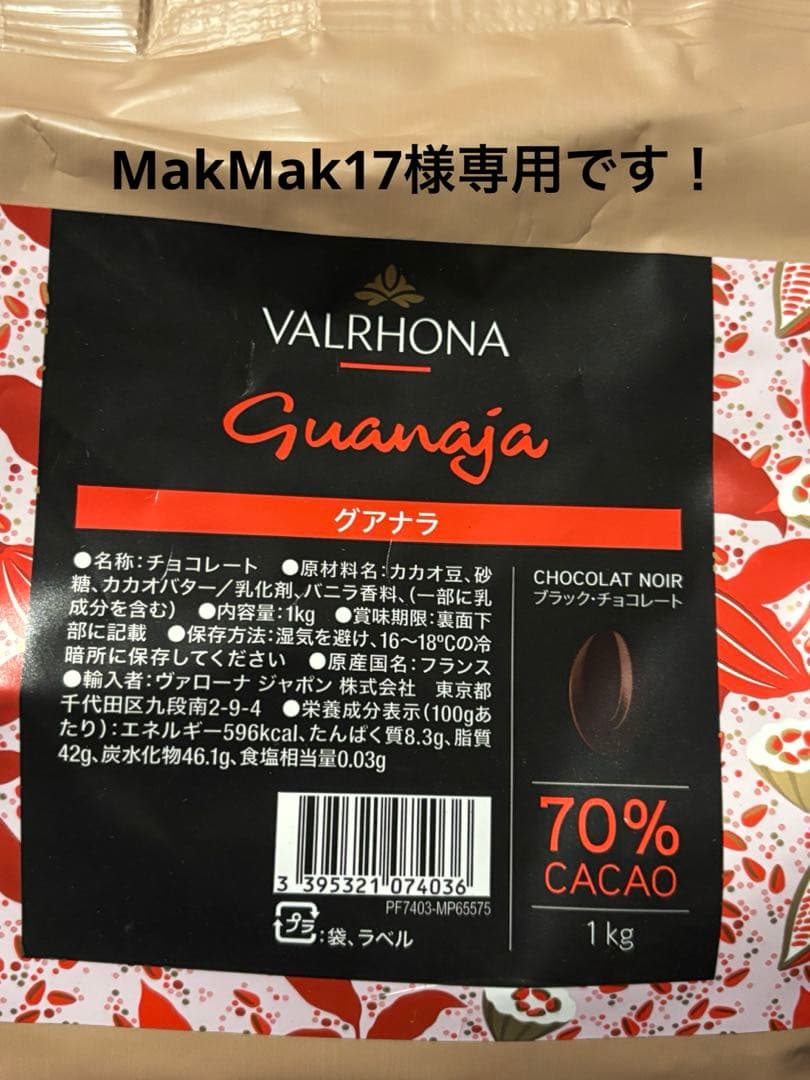 MakMak17様専用です！
VALRHONA
Guanaja
グアナラ
●名称：チョコレート ●原材料名：カカオ豆、砂
糖、カカオバター／乳化剤、バニラ香料、（一部に乳
成分を含む） ●内容量：1kg ●賞味期限：裏面下
部に記載 ●保存方法：湿気を避け、16～18℃の冷
暗所に保存してください ●原産国名：フランス
●輸入者：ヴァローナ ジャポン 株式会社 東京都
千代田区九段南2-9-4 ●栄養成分表示（100gあ
たり）：エネルギー596kcal、たんぱく質8.3g、脂質
42g、炭水化物46.1g、食塩相当量0.03g
CHOCOLAT NOIR
ブラック・チョコレート
70%
CACAO
1kg
3 395321 074036
PF7403-MP65575
プラ：袋、ラベル